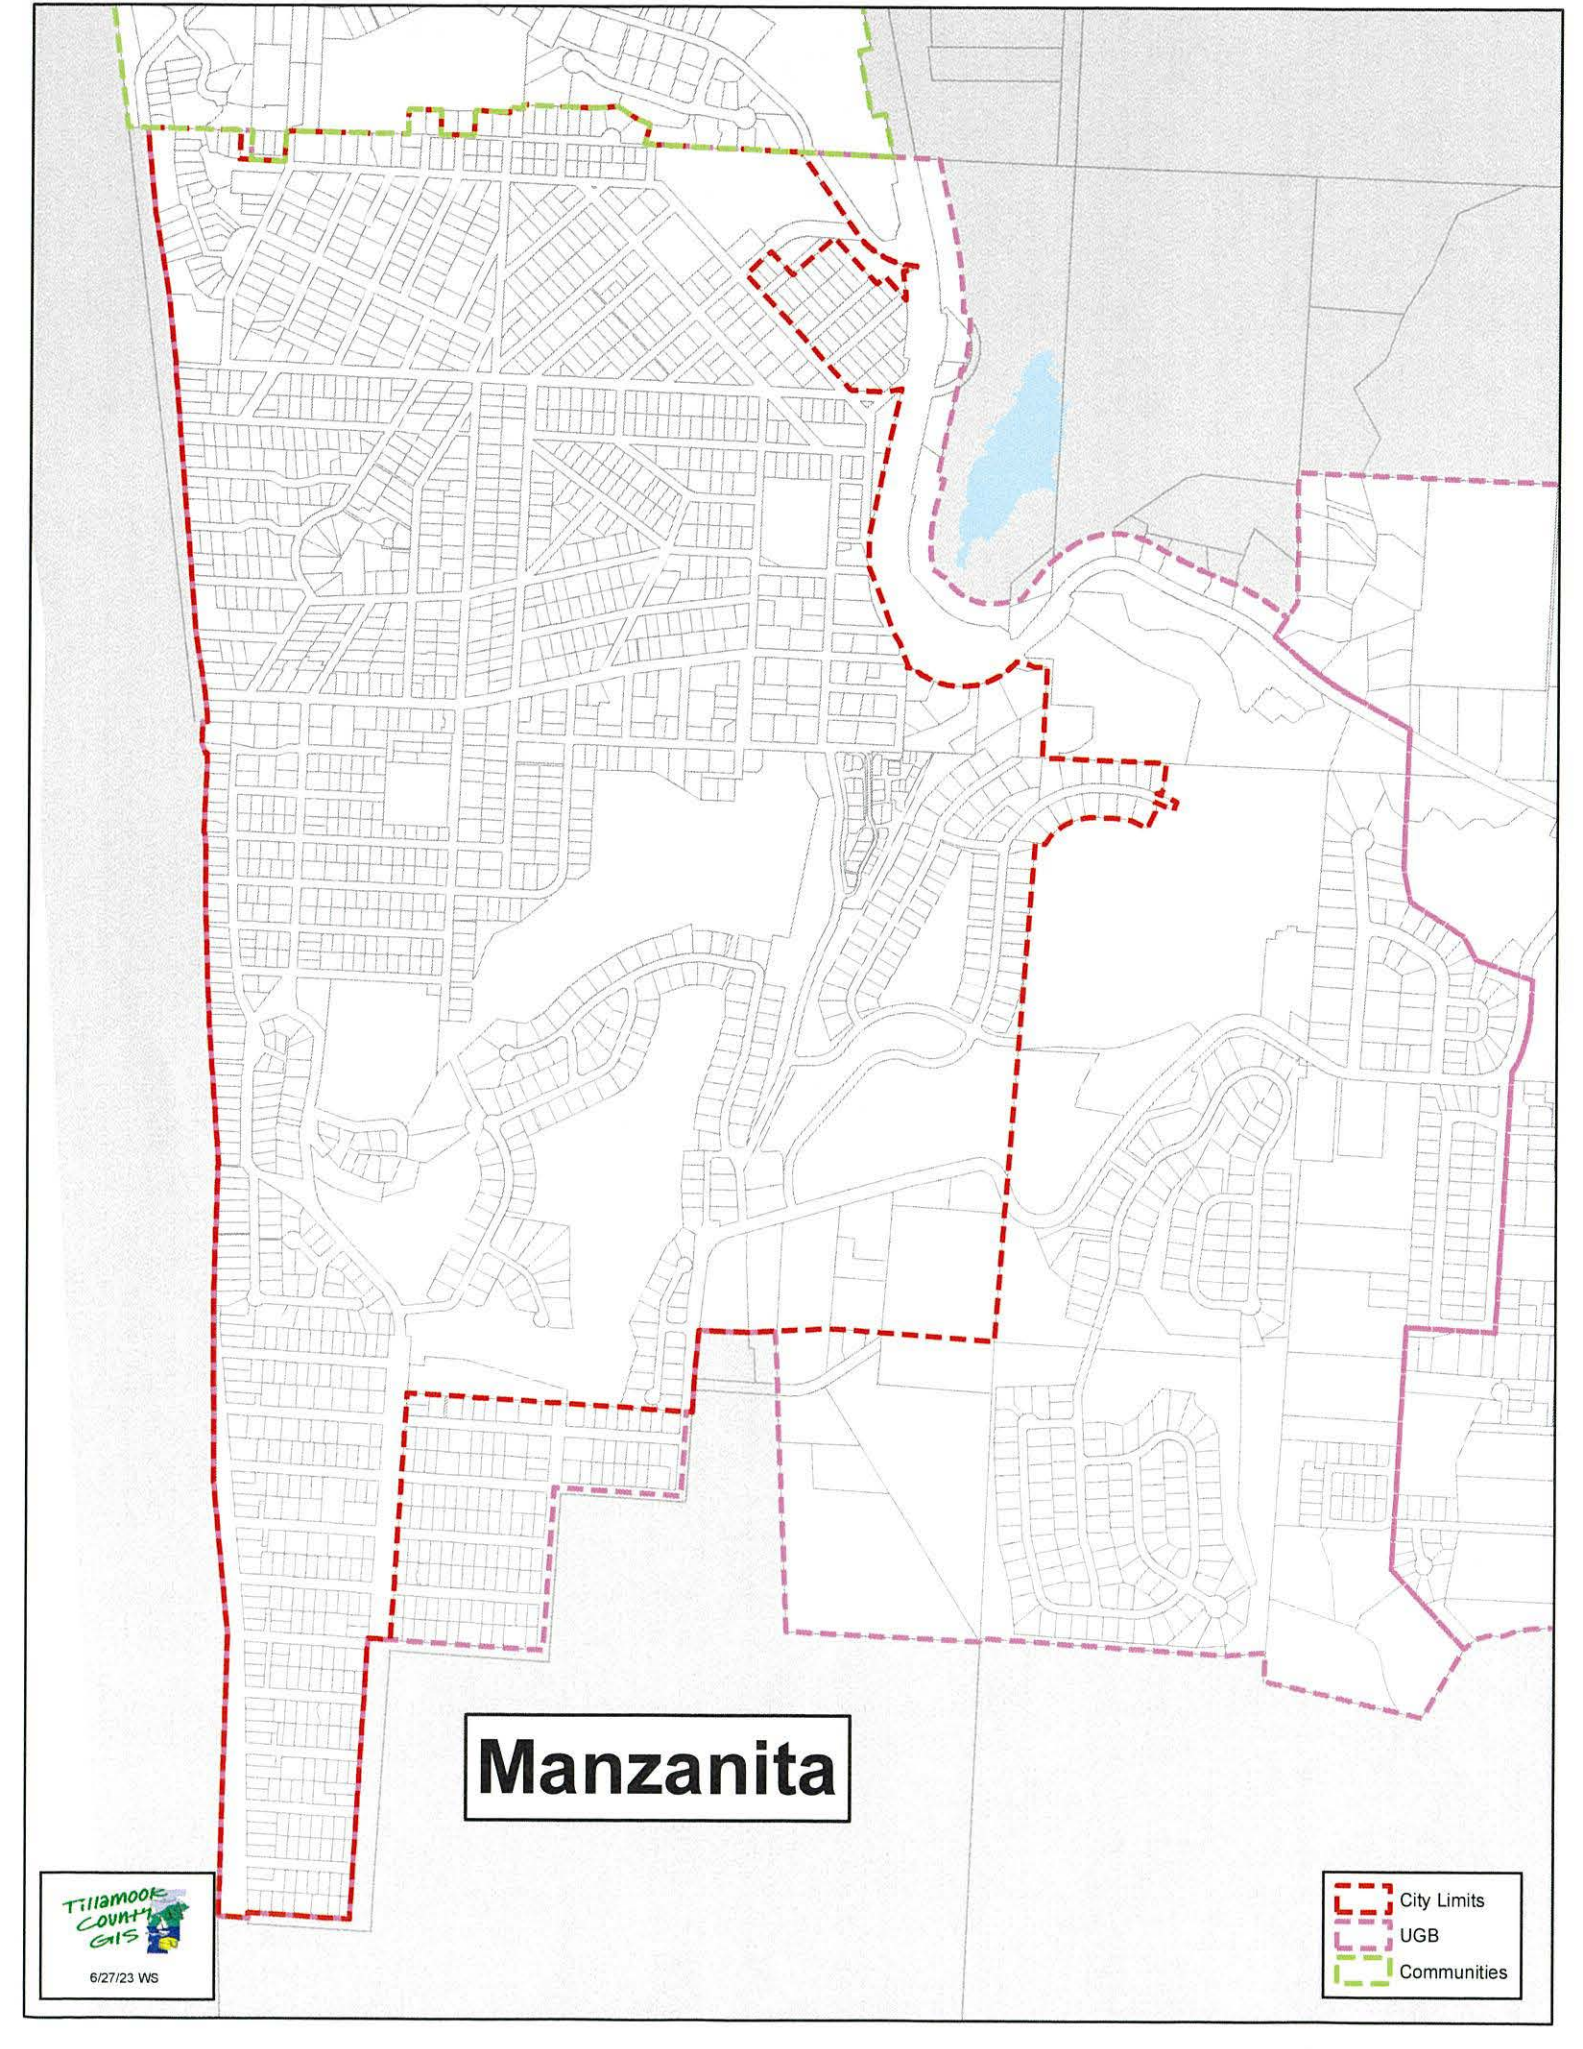 Manzanita
Tillamook
County
GIS
6/27/23 WS
City Limits
UGB
Communities